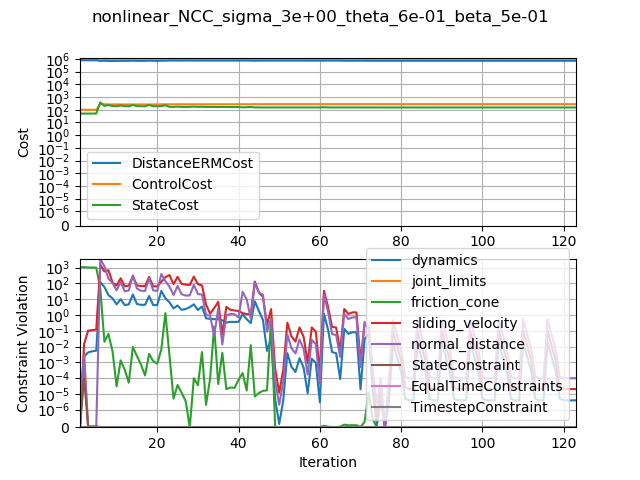 nonlinear_NCC_sigma_3e+00_theta_6e-01_beta_5e-01
Cost
10^6
10^5
10^4
10^3
10^2
10^1
10^0
10^-1
10^-2
10^-3
10^-4
10^-5
10^-6
0
DistanceERMCost
ControlCost
StateCost
20 40 60 80 100 120
Constraint Violation
10^3
10^2
10^1
10^0
10^-1
10^-2
10^-3
10^-4
10^-5
10^-6
0
dynamics
joint_limits
friction_cone
sliding_velocity
normal_distance
StateConstraint
EqualTimeConstraints
TimestepConstraint
20 40 60 80 100 120
Iteration